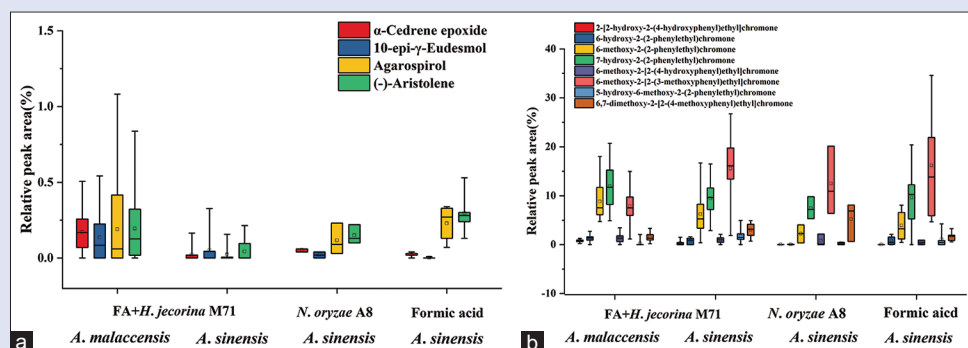 α-Cedrene epoxide
10-epi-γ-Eudesmol
Agarospirol
(-)-Aristolene
Relative peak area(%)
1.5
1.0
0.5
0.0
FA+H. jecorina M71
N. oryzae A8
Formic acid
A. malaccensis
A. sinensis
A. sinensis
A. sinensis
a
2-[2-hydroxy-2-(4-hydroxyphenyl)ethyl]chromone
6-hydroxy-2-(2-phenylethyl)chromone
6-methoxy-2-(2-phenylethyl)chromone
7-hydroxy-2-(2-phenylethyl)chromone
6-methoxy-2-[2-(4-hydroxyphenyl)ethyl]chromone
6-methoxy-2-[2-(3-methoxyphenyl)ethyl]chromone
5-hydroxy-6-methoxy-2-(2-phenylethyl)chromone
6,7-dimethoxy-2-[2-(4-methoxyphenyl)ethyl]chromone
Relative peak area(%)
40
30
20
10
0
-10
FA+H. jecorina M71
N. oryzae A8
Formic aicd
A. malaccensis
A. sinensis
A. sinensis
A. sinensis
b